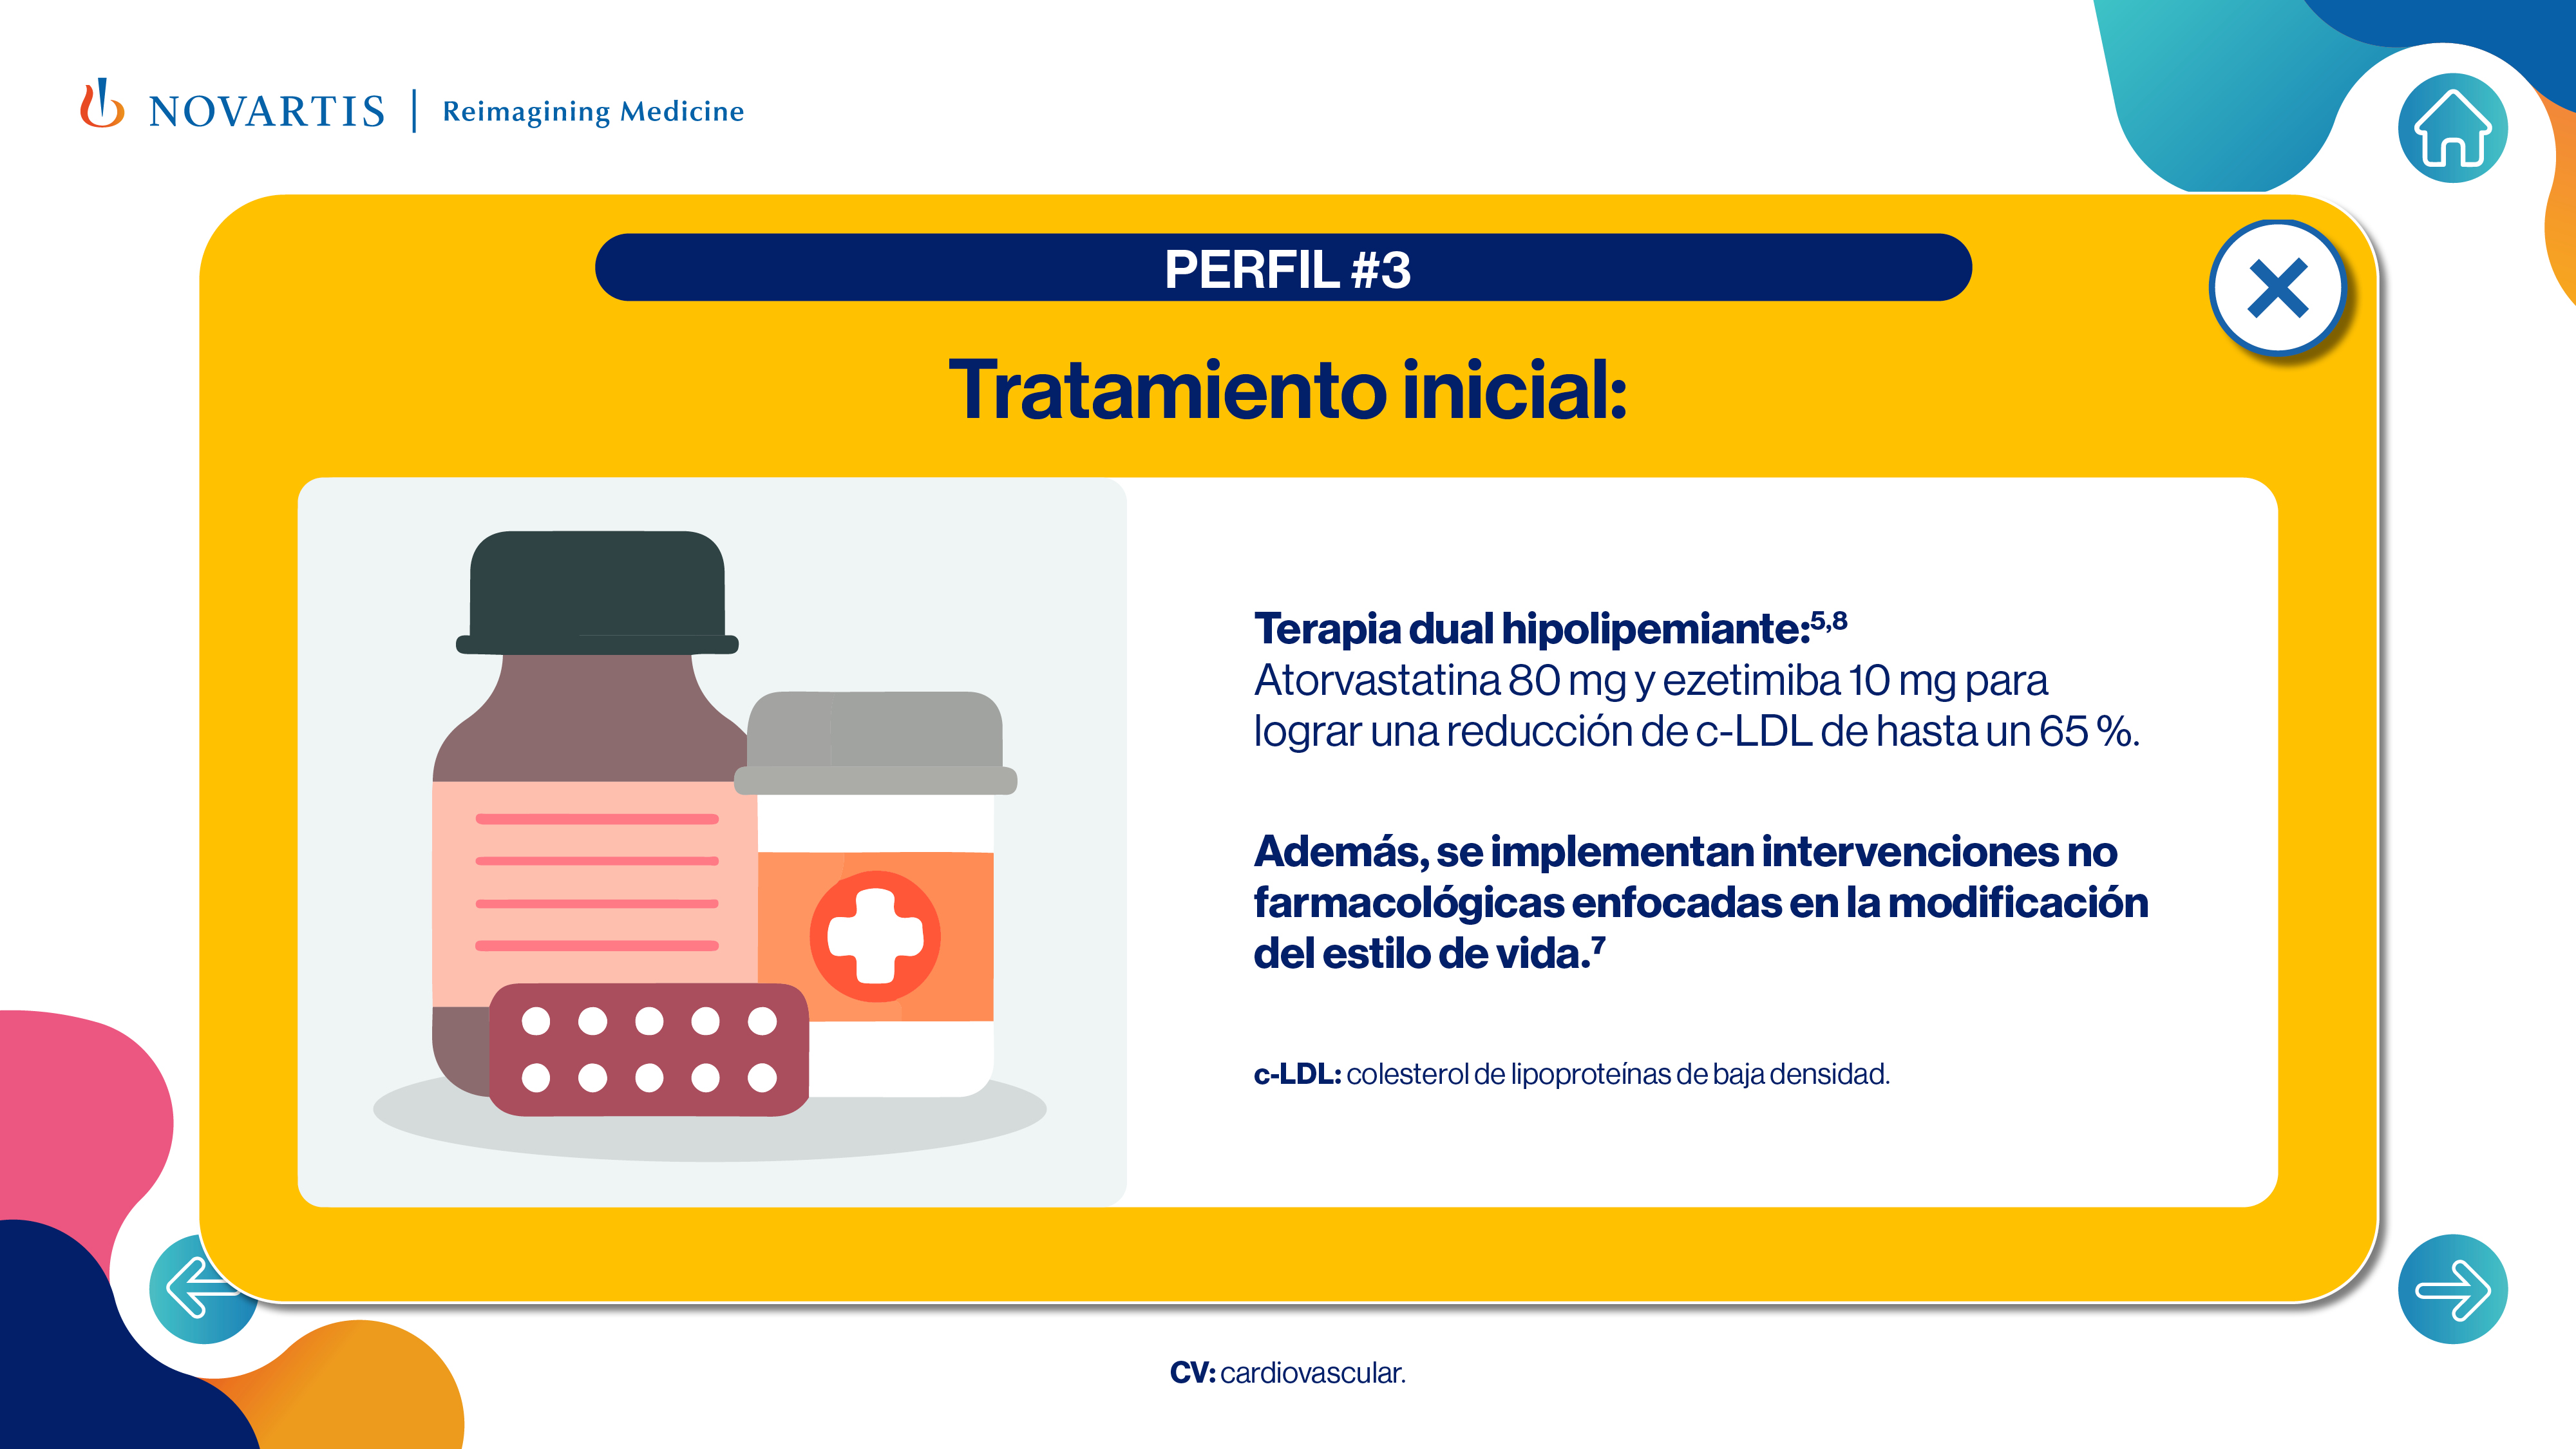 NOVARTIS | Reimagining Medicine
PERFIL #3
Tratamiento inicial:
Terapia dual hipolipemiante:⁵,⁸
Atorvastatina 80 mg y ezetimiba 10 mg para
lograr una reducción de c-LDL de hasta un 65 %.
Además, se implementan intervenciones no
farmacológicas enfocadas en la modificación
del estilo de vida.⁷
c-LDL: colesterol de lipoproteínas de baja densidad.
CV: cardiovascular.